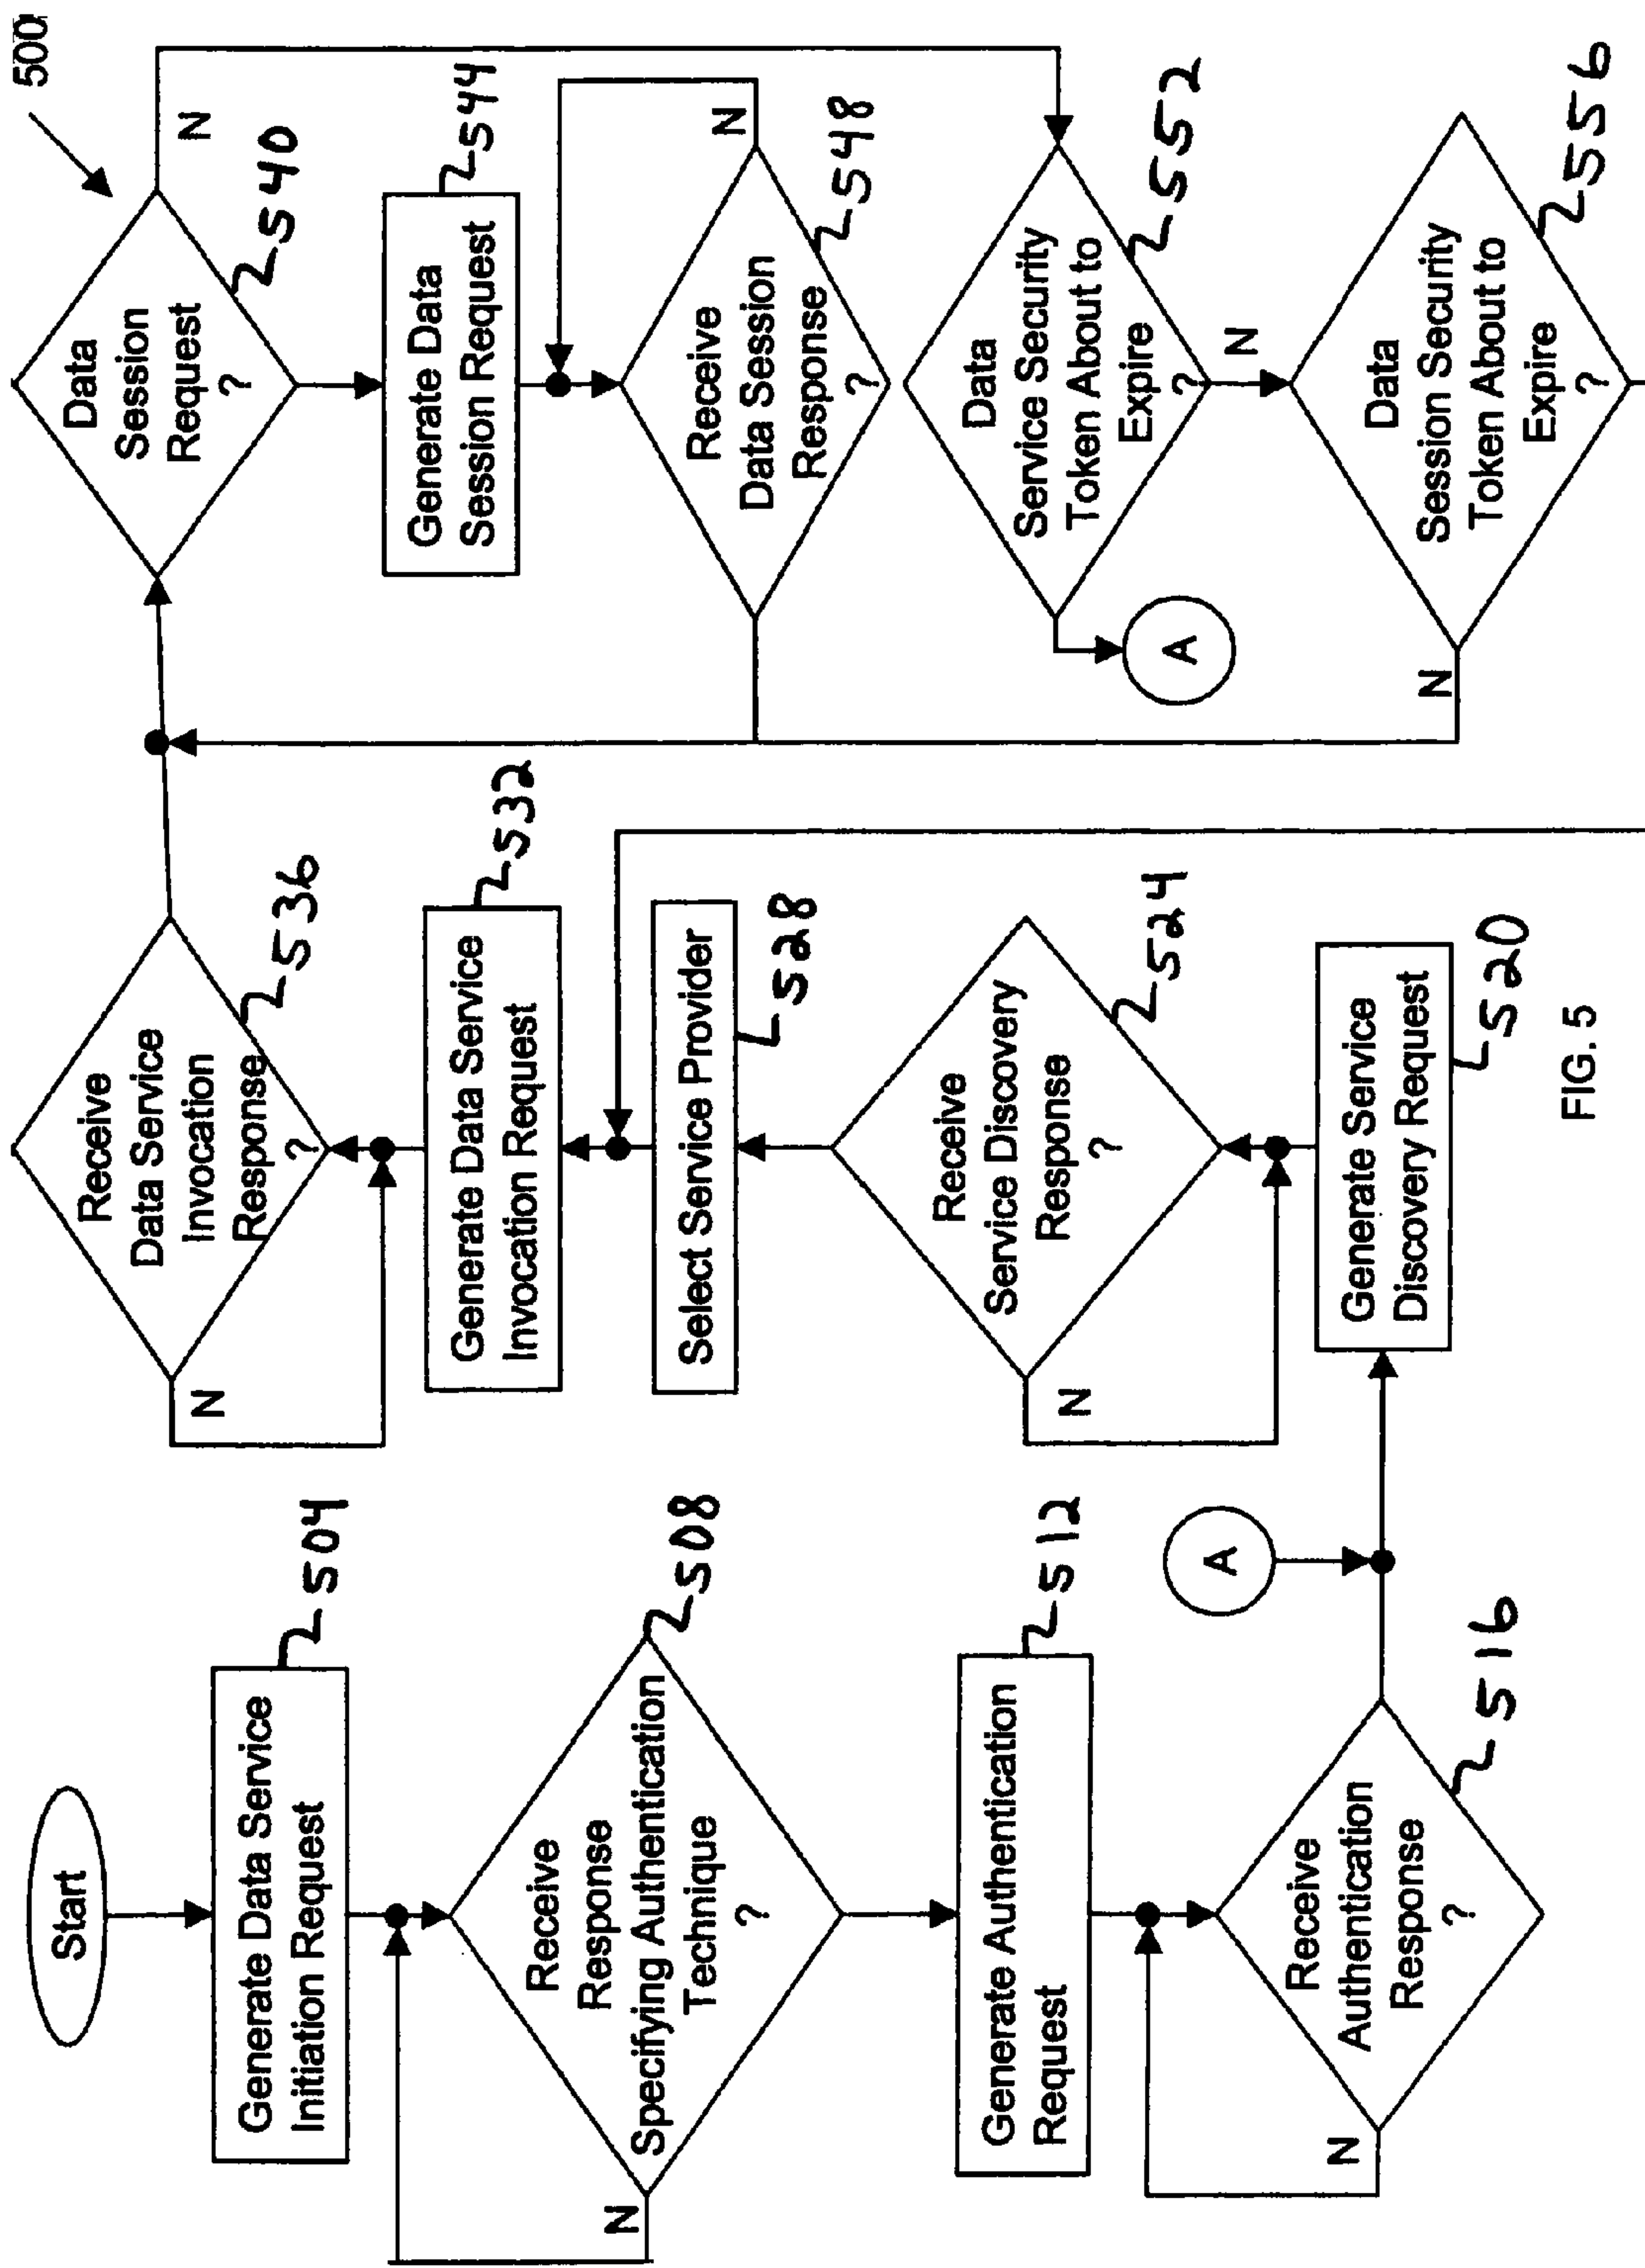 500
Start
Generate Data Service
Initiation Request
504
N
Receive
Response
Specifying Authentication
Technique
?
508
Generate Authentication
Request
512
N
Receive
Authentication
Response
?
516
A
Generate Service
Discovery Request
520
N
Receive
Service Discovery
Response
?
524
Select Service Provider
528
Generate Data Service
Invocation Request
532
N
Receive
Data Service
Invocation
Response
?
536
Data
Session
Request
?
540
N
Generate Data
Session Request
544
Receive
Data Session
Response
?
548
N
Data
Service Security
Token About to
Expire
?
552
N
A
Data
Session Security
Token About to
Expire
?
556
N
FIG. 5